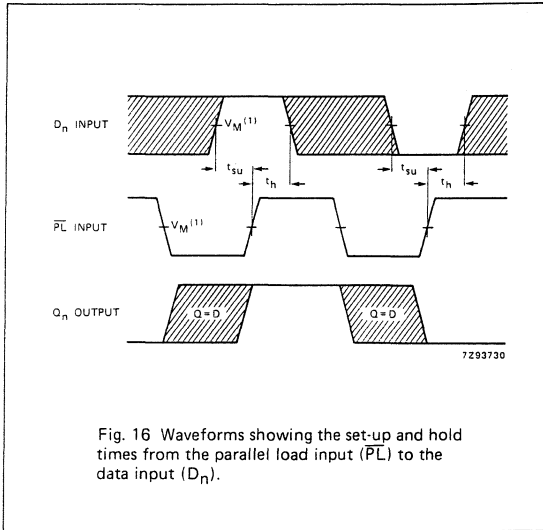 Dn INPUT
VM(1)
tsu
th
tsu
th
PL INPUT
VM(1)
Qn OUTPUT
Q=D
Q=D
7Z93730
Fig. 16 Waveforms showing the set-up and hold
times from the parallel load input (PL) to the
data input (Dn).